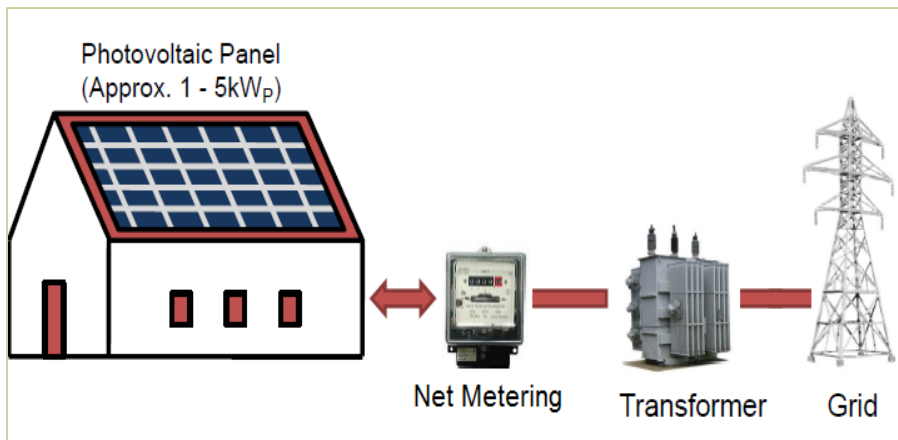 Photovoltaic Panel
(Approx. 1 - 5kWP)
Net Metering
Transformer
Grid